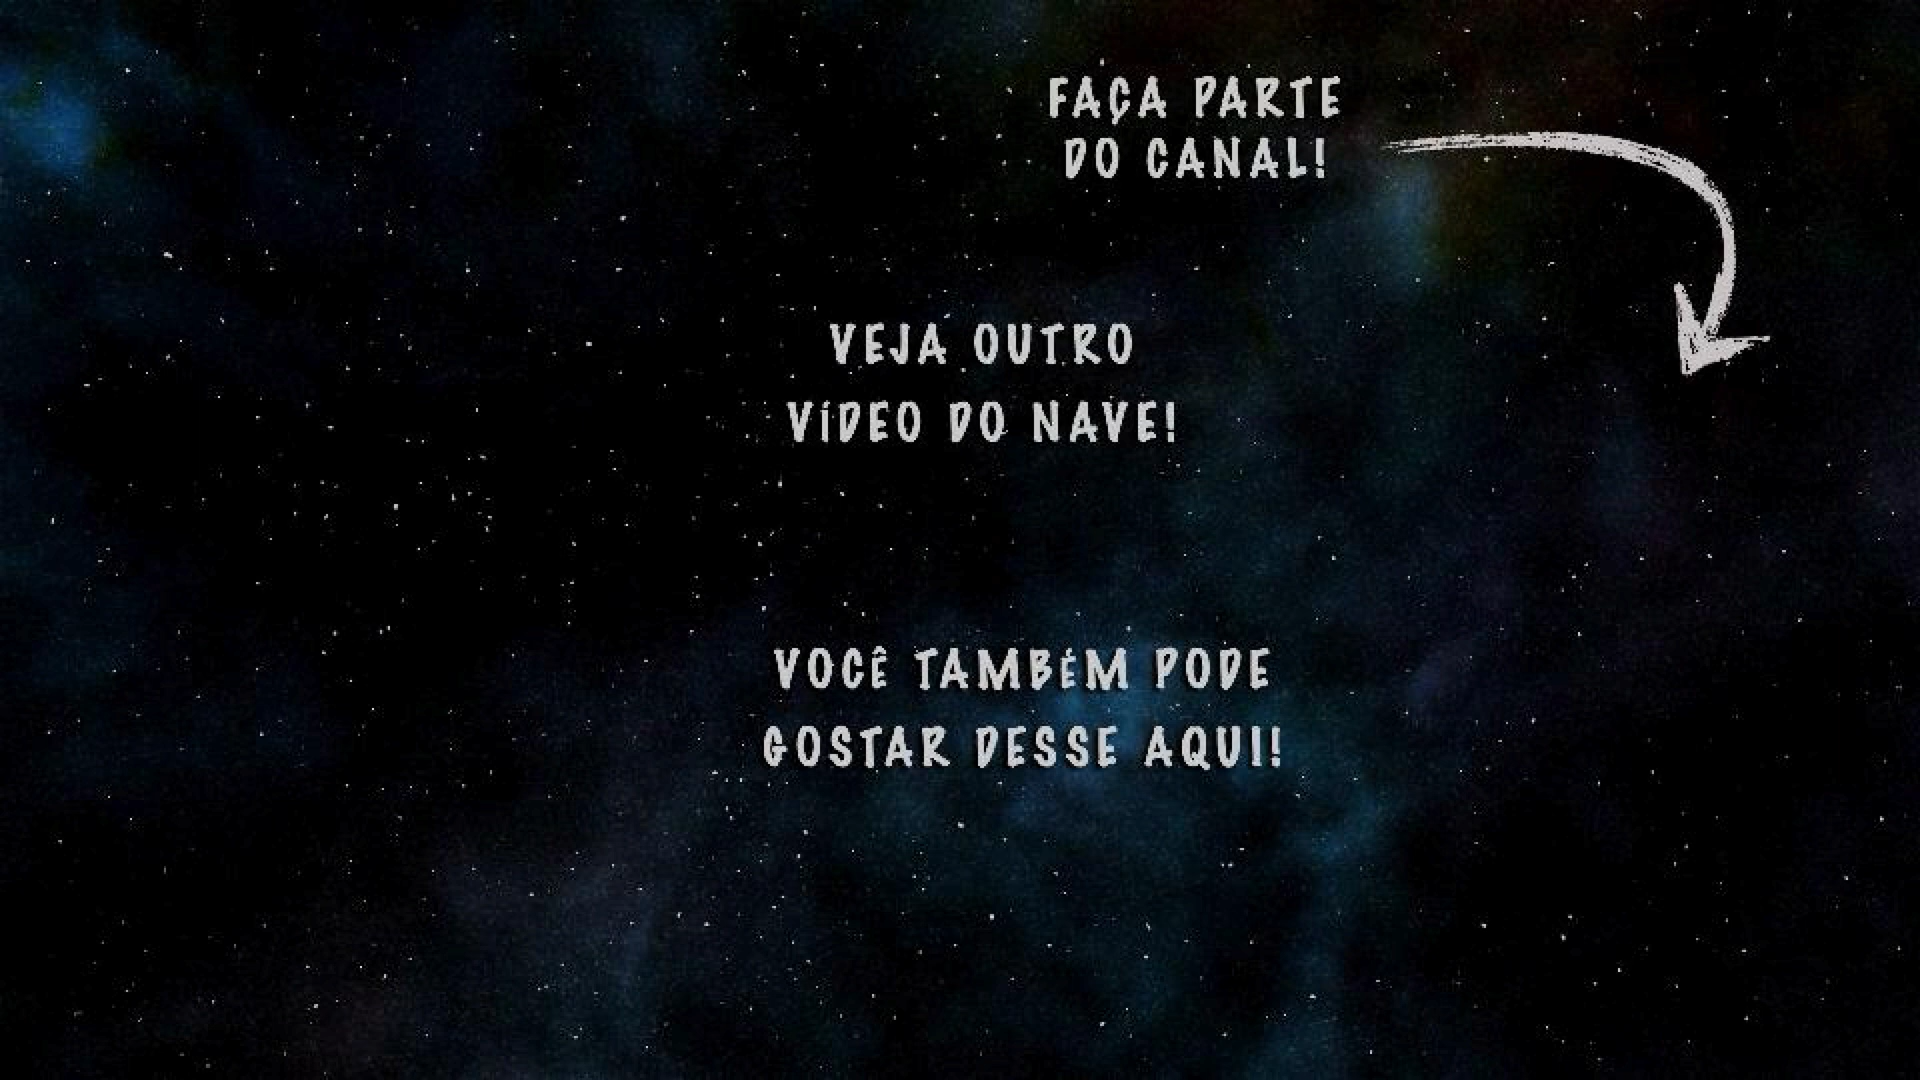 FAÇA PARTE
DO CANAL!
VEJA OUTRO
VÍDEO DO NAVE!
VOCÊ TAMBÉM PODE
GOSTAR DESSE AQUI!